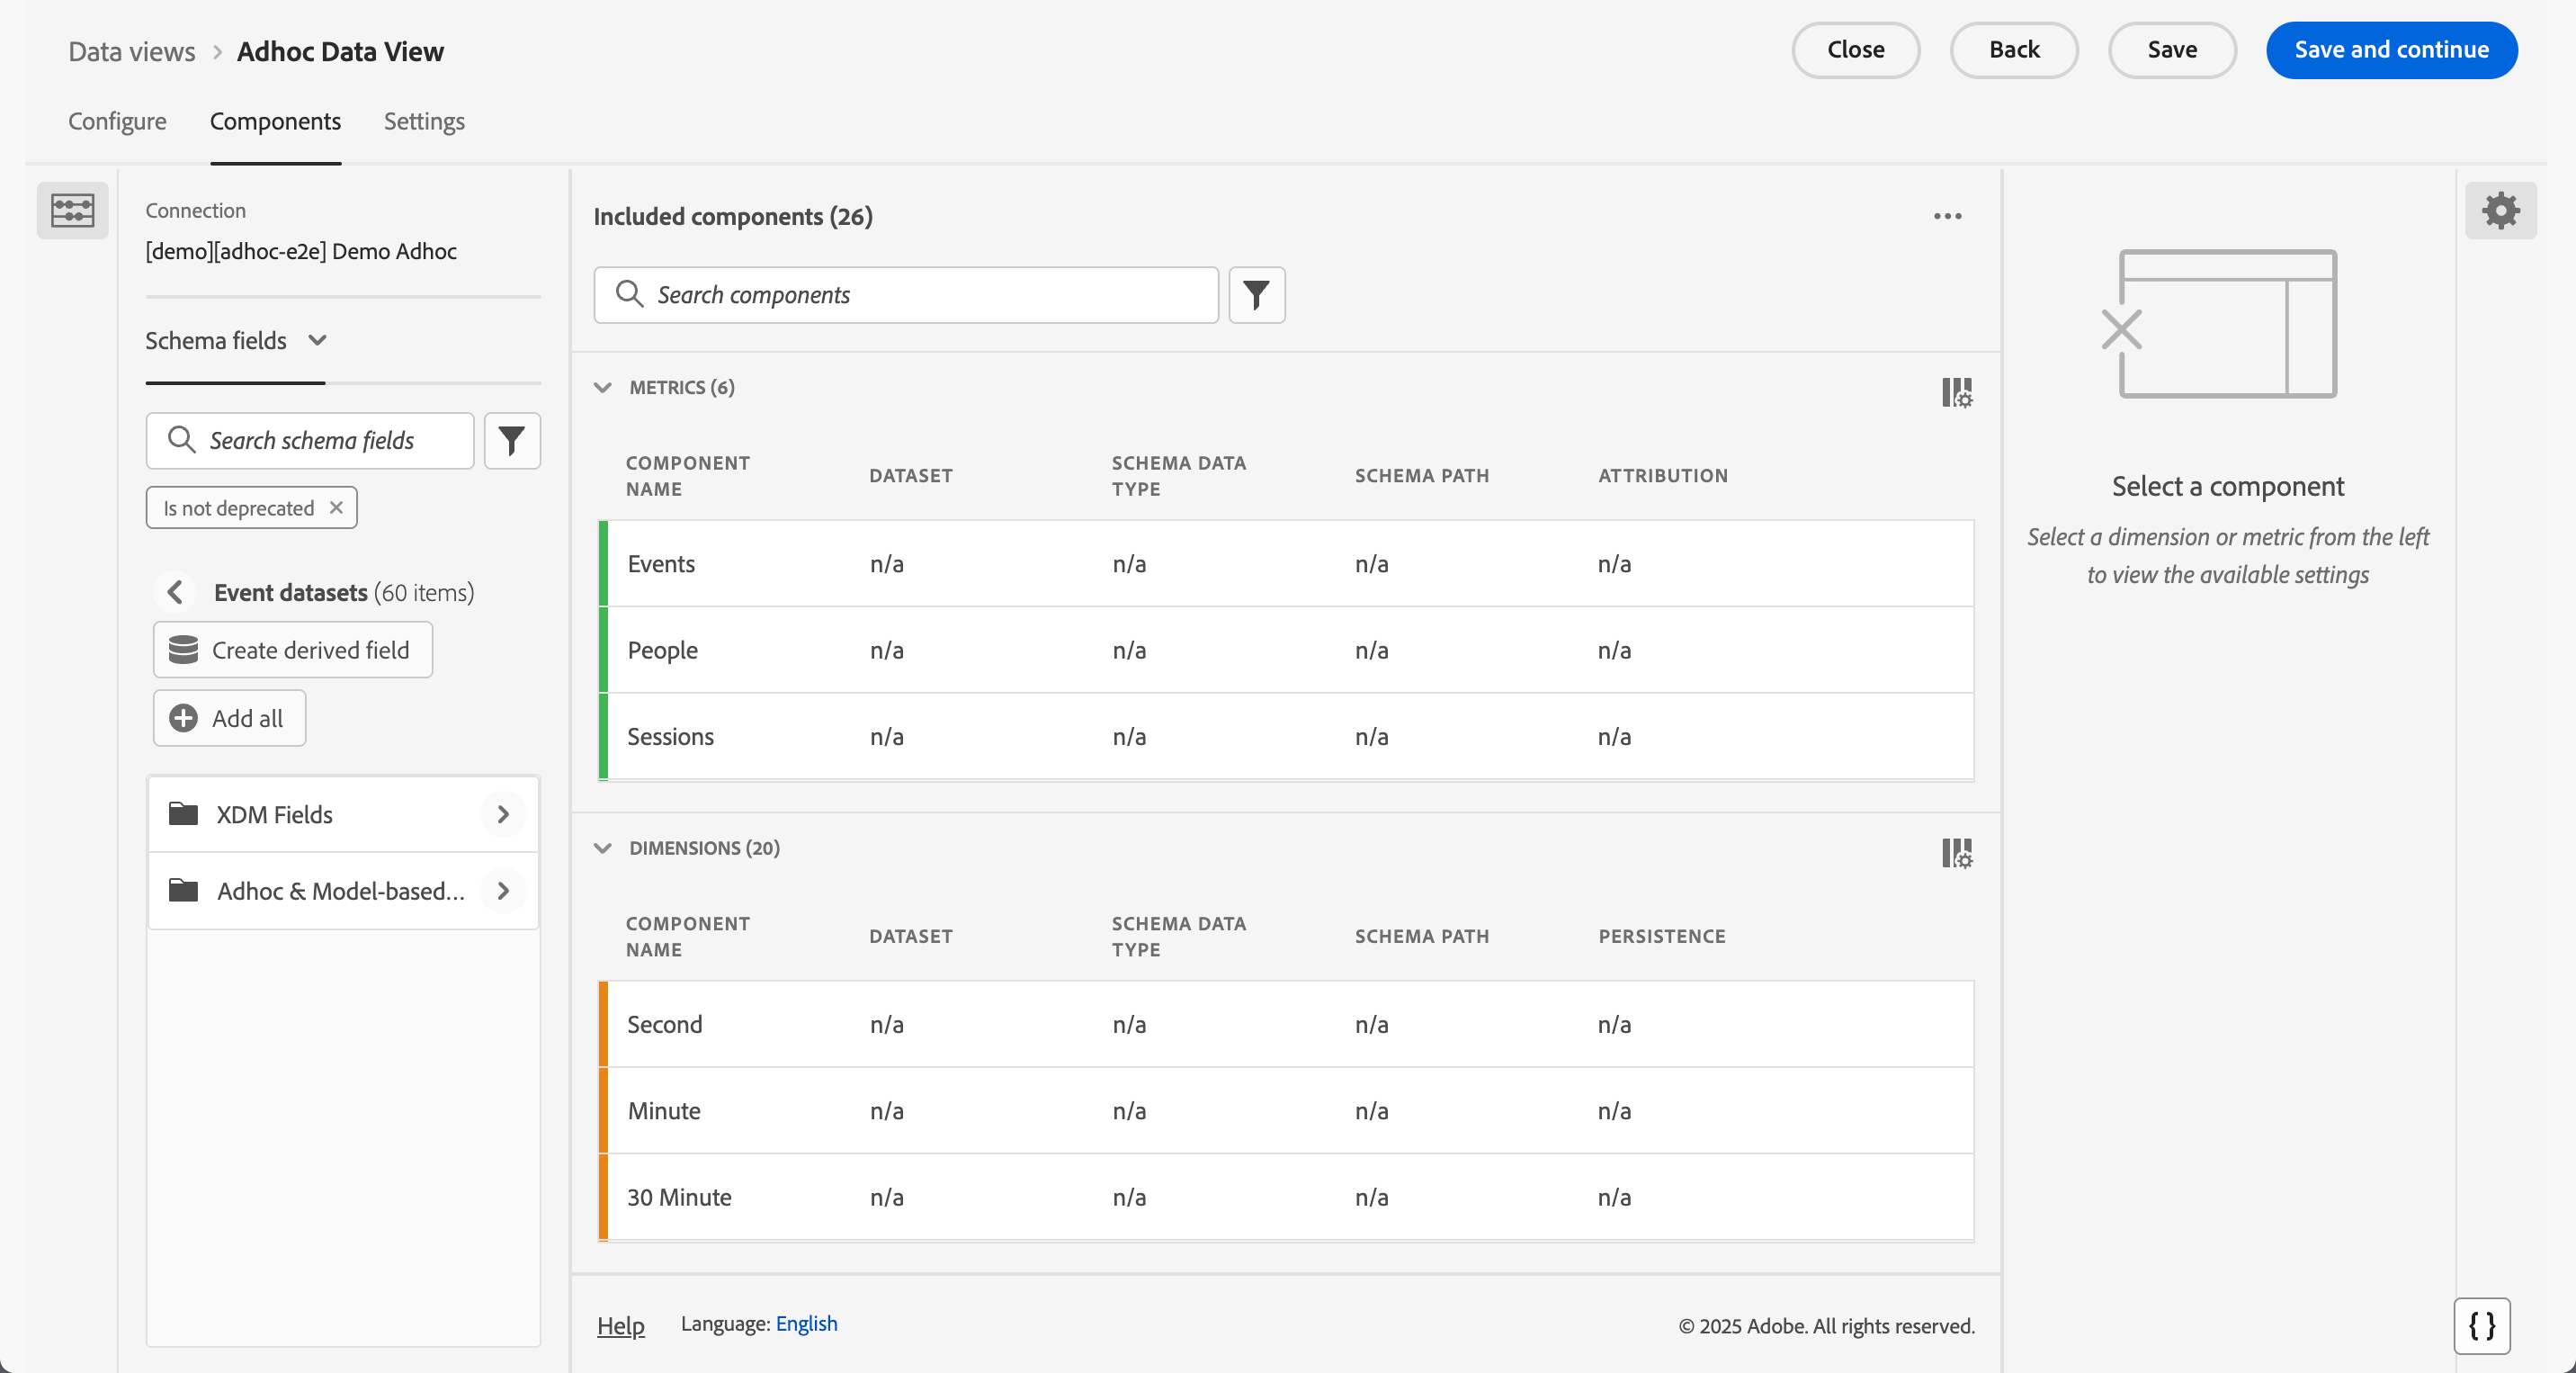 Data views > Adhoc Data View
Close
Back
Save
Save and continue
Configure
Components
Settings
Connection
[demo][adhoc-e2e] Demo Adhoc
Schema fields
Search schema fields
Is not deprecated
Event datasets (60 items)
Create derived field
Add all
XDM Fields
Adhoc & Model-based...
Included components (26)
Search components
METRICS (6)
COMPONENT NAME DATASET SCHEMA DATA TYPE SCHEMA PATH ATTRIBUTION
Events n/a n/a n/a n/a
People n/a n/a n/a n/a
Sessions n/a n/a n/a n/a
DIMENSIONS (20)
COMPONENT NAME DATASET SCHEMA DATA TYPE SCHEMA PATH PERSISTENCE
Second n/a n/a n/a n/a
Minute n/a n/a n/a n/a
30 Minute n/a n/a n/a n/a
Help
Language: English
© 2025 Adobe. All rights reserved.
Select a component
Select a dimension or metric from the left
to view the available settings
{}